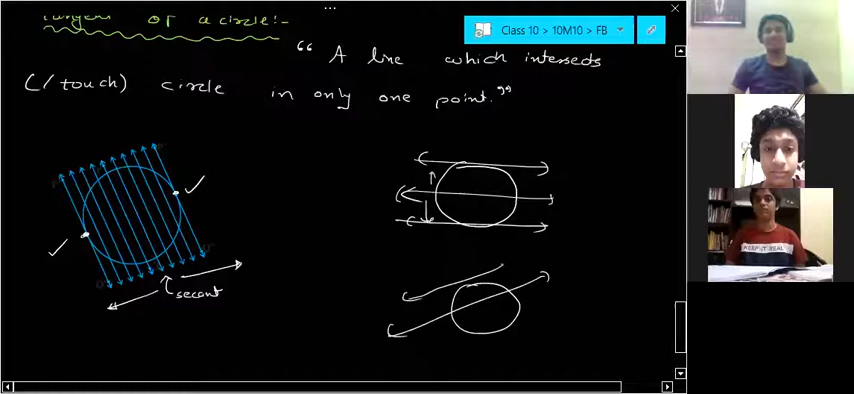 Tangent of a circle:-
Class 10 > 10M10 > FB
“ A line which intersects
(/ touch) circle in only one point.”
secant
KEEP IT REAL